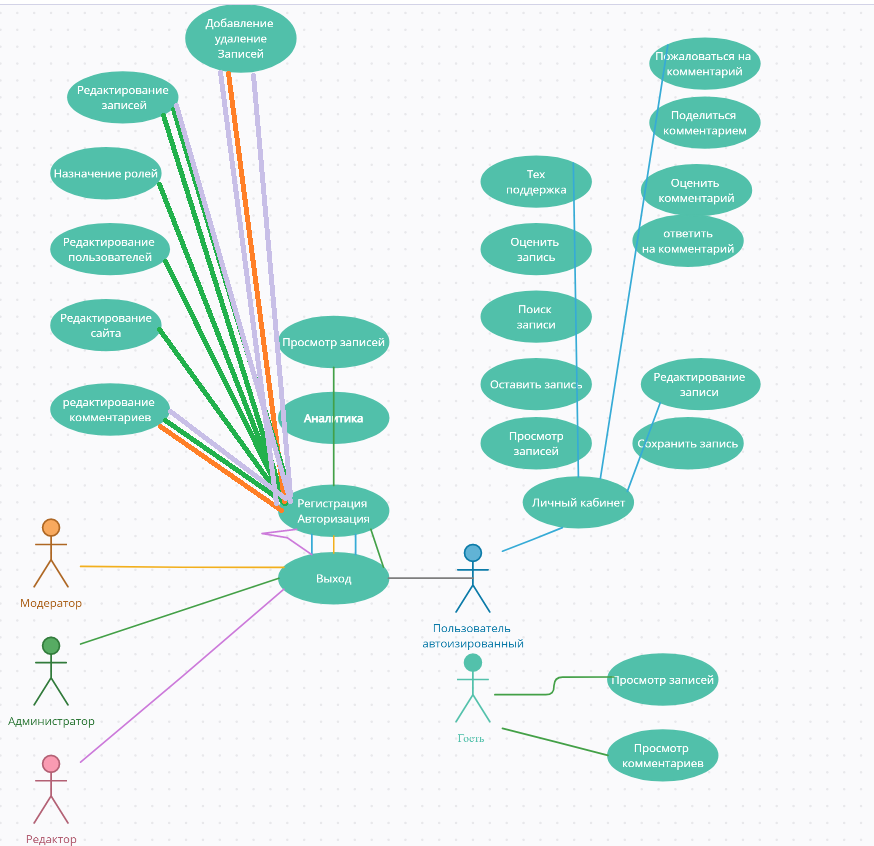 Добавление
удаление
Записей
Редактирование
записей
Назначение ролей
Редактирование
пользователей
Редактирование
сайта
редактирование
комментариев
Просмотр записей
Аналитика
Регистрация
Авторизация
Выход
Модератор
Администратор
Редактор
Пожаловаться на
комментарий
Поделиться
комментарием
Оценить
комментарий
ответить
на комментарий
Тех
поддержка
Оценить
запись
Поиск
записи
Оставить запись
Просмотр
записей
Редактирование
записи
Сохранить запись
Личный кабинет
Пользователь
автоизированный
Гость
Просмотр записей
Просмотр
комментариев